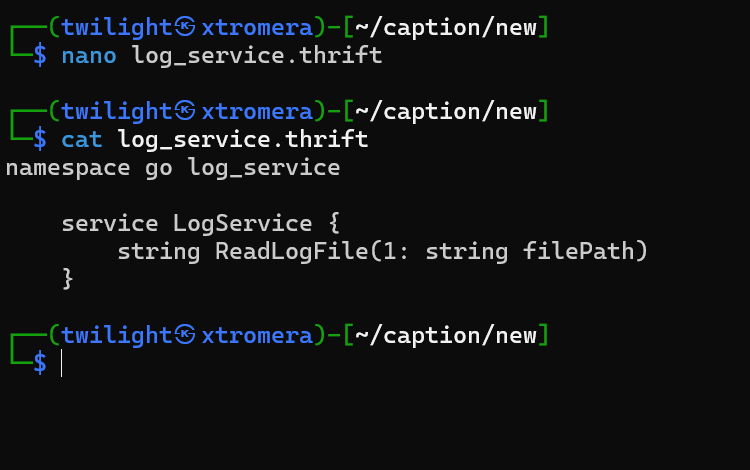 ┌──(twilight㉿xtromera)-[~/caption/new]
└─$ nano log_service.thrift

┌──(twilight㉿xtromera)-[~/caption/new]
└─$ cat log_service.thrift
namespace go log_service

    service LogService {
        string ReadLogFile(1: string filePath)
    }

┌──(twilight㉿xtromera)-[~/caption/new]
└─$